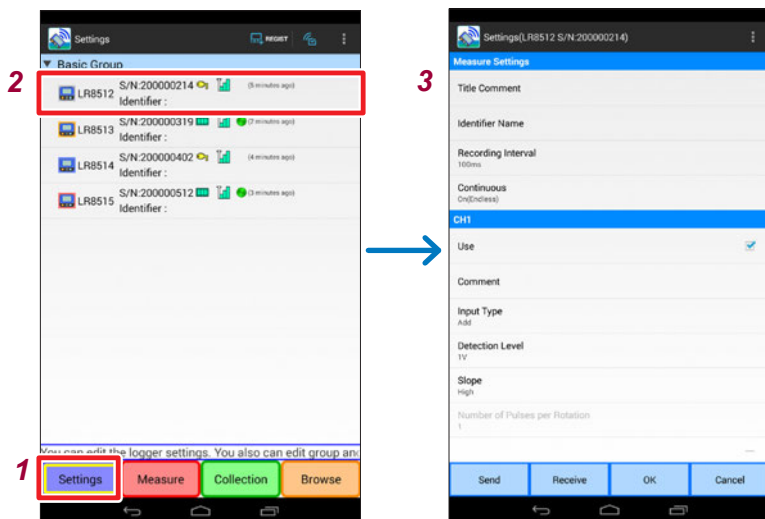 Settings
REGIST
Basic Group
2
LR8512
S/N:200000214
(5 minutes ago)
Identifier :
LR8513
S/N:200000319
(2 minutes ago)
Identifier :
LR8514
S/N:200000402
(4 minutes ago)
Identifier :
LR8515
S/N:200000512
(3 minutes ago)
Identifier :
You can edit the logger settings. You also can edit group and
1
Settings
Measure
Collection
Browse
Settings(LR8512 S/N:200000214)
Measure Settings
3
Title Comment
Identifier Name
Recording Interval
100ms
Continuous
On(Endless)
CH1
Use
Comment
Input Type
Add
Detection Level
1V
Slope
High
Number of Pulses per Rotation
1
Send
Receive
OK
Cancel